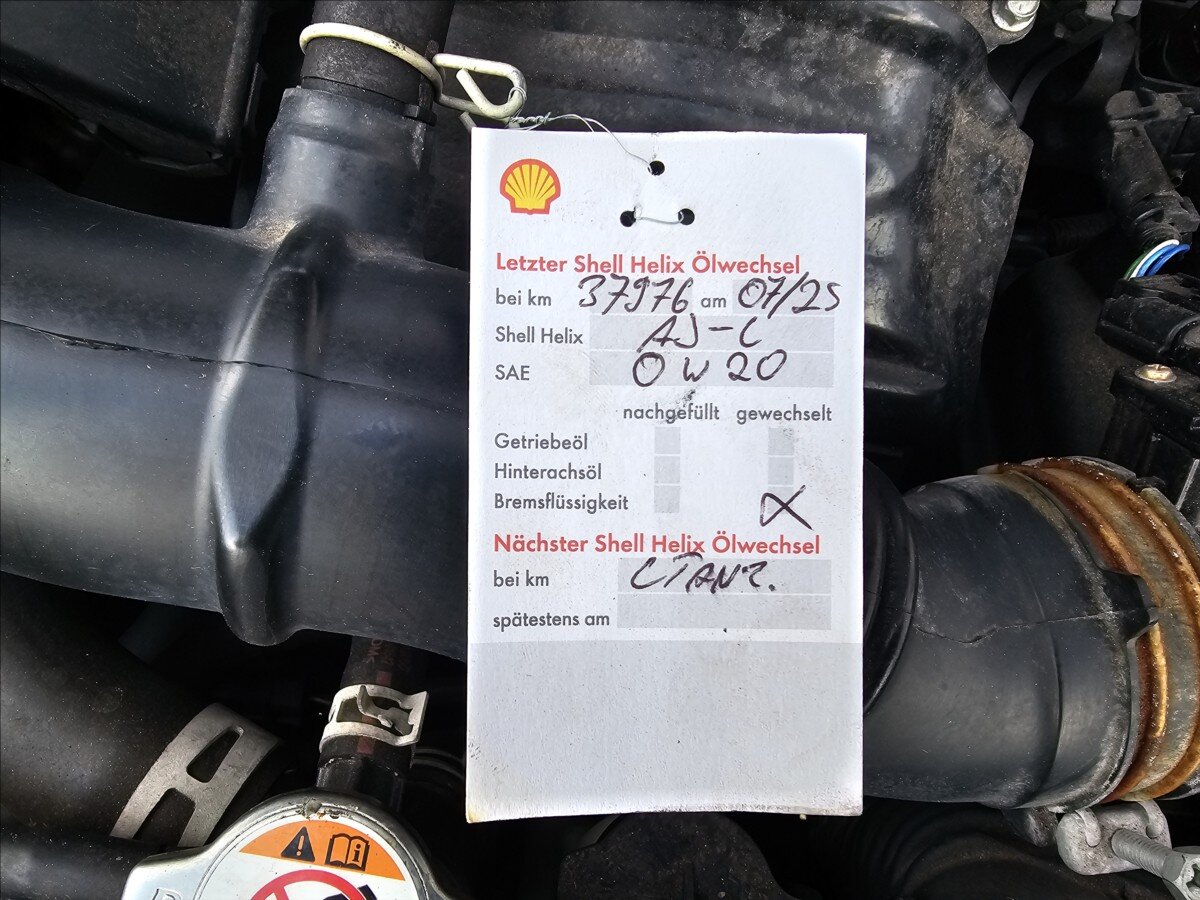 Letzter Shell Helix Ölwechsel
bei km 37976 am 07/25
Shell Helix AJ-L
SAE 0W20
nachgefüllt gewechselt
Getriebeöl
Hinterachsöl
Bremsflüssigkeit X
Nächster Shell Helix Ölwechsel
bei km
spätestens am